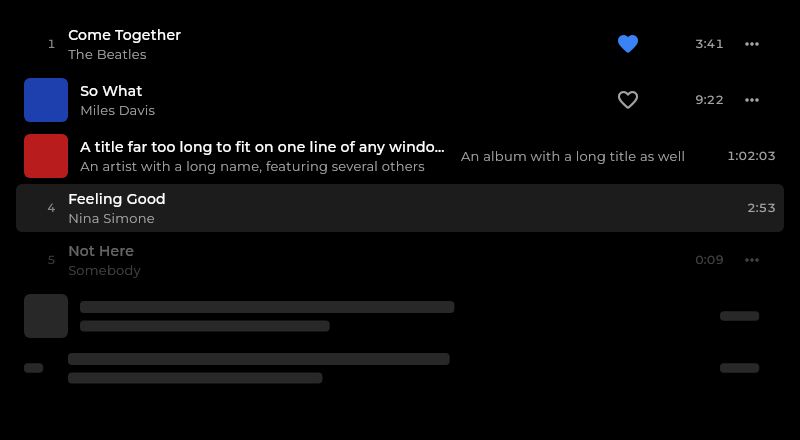 1 Come Together 3:41
The Beatles
So What 9:22
Miles Davis
A title far too long to fit on one line of any windo...
An artist with a long name, featuring several others An album with a long title as well 1:02:03
4 Feeling Good 2:53
Nina Simone
5 Not Here 0:09
Somebody